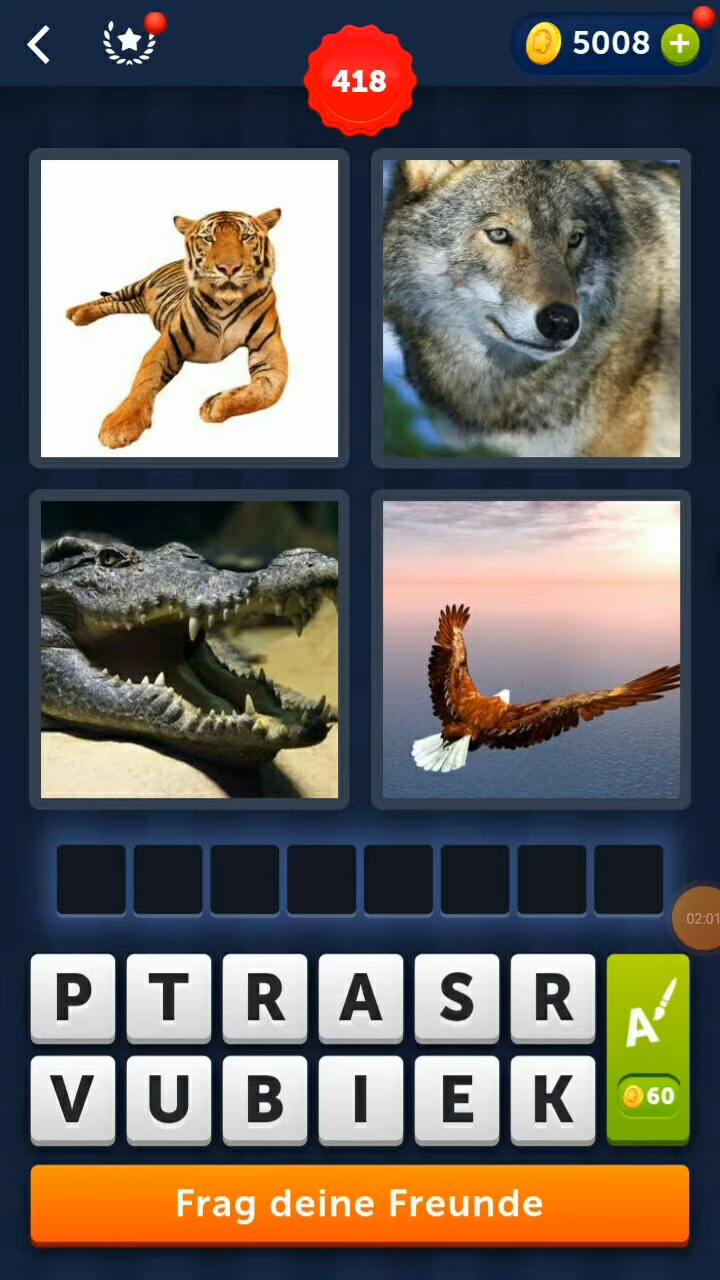 418
5008 +
02:01
P T R A S R
A
V U B I E K
60
Frag deine Freunde